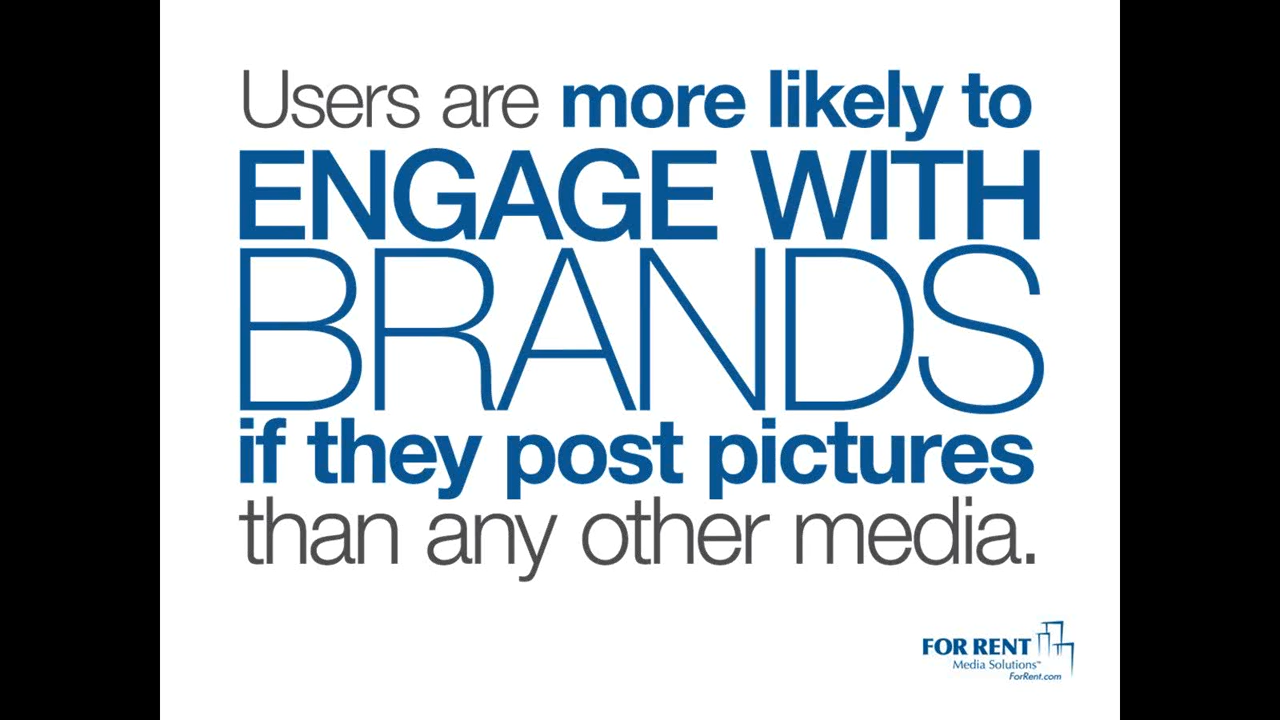 Users are more likely to
ENGAGE WITH
BRANDS
if they post pictures
than any other media.
FOR RENT
Media Solutions™
ForRent.com